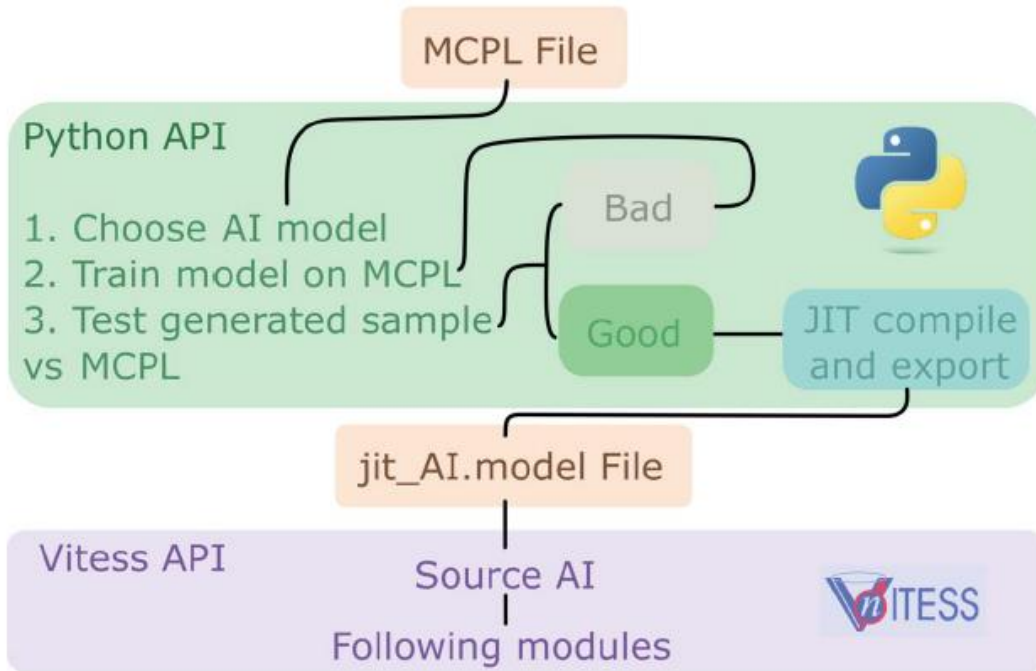 MCPL File
Python API
1. Choose AI model
2. Train model on MCPL
3. Test generated sample
vs MCPL
Bad
Good
JIT compile
and export
jit_AI.model File
Vitess API
Source AI
Following modules
VnITESS